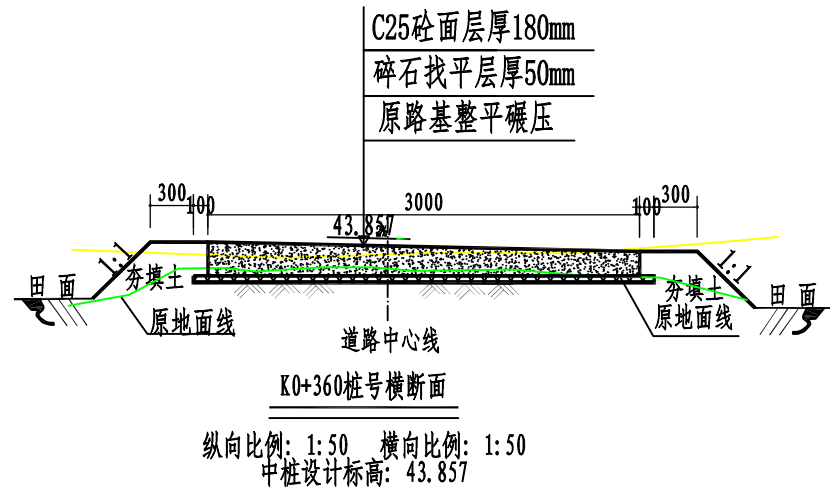 C25砼面层厚180mm
碎石找平层厚50mm
原路基整平碾压
300 100 3000 100 300
43.857
1:1 1:1
田 面 夯填土 夯填土 田 面
原地面线 原地面线
道路中心线
K0+360桩号横断面
纵向比例: 1:50 横向比例: 1:50
中桩设计标高: 43.857